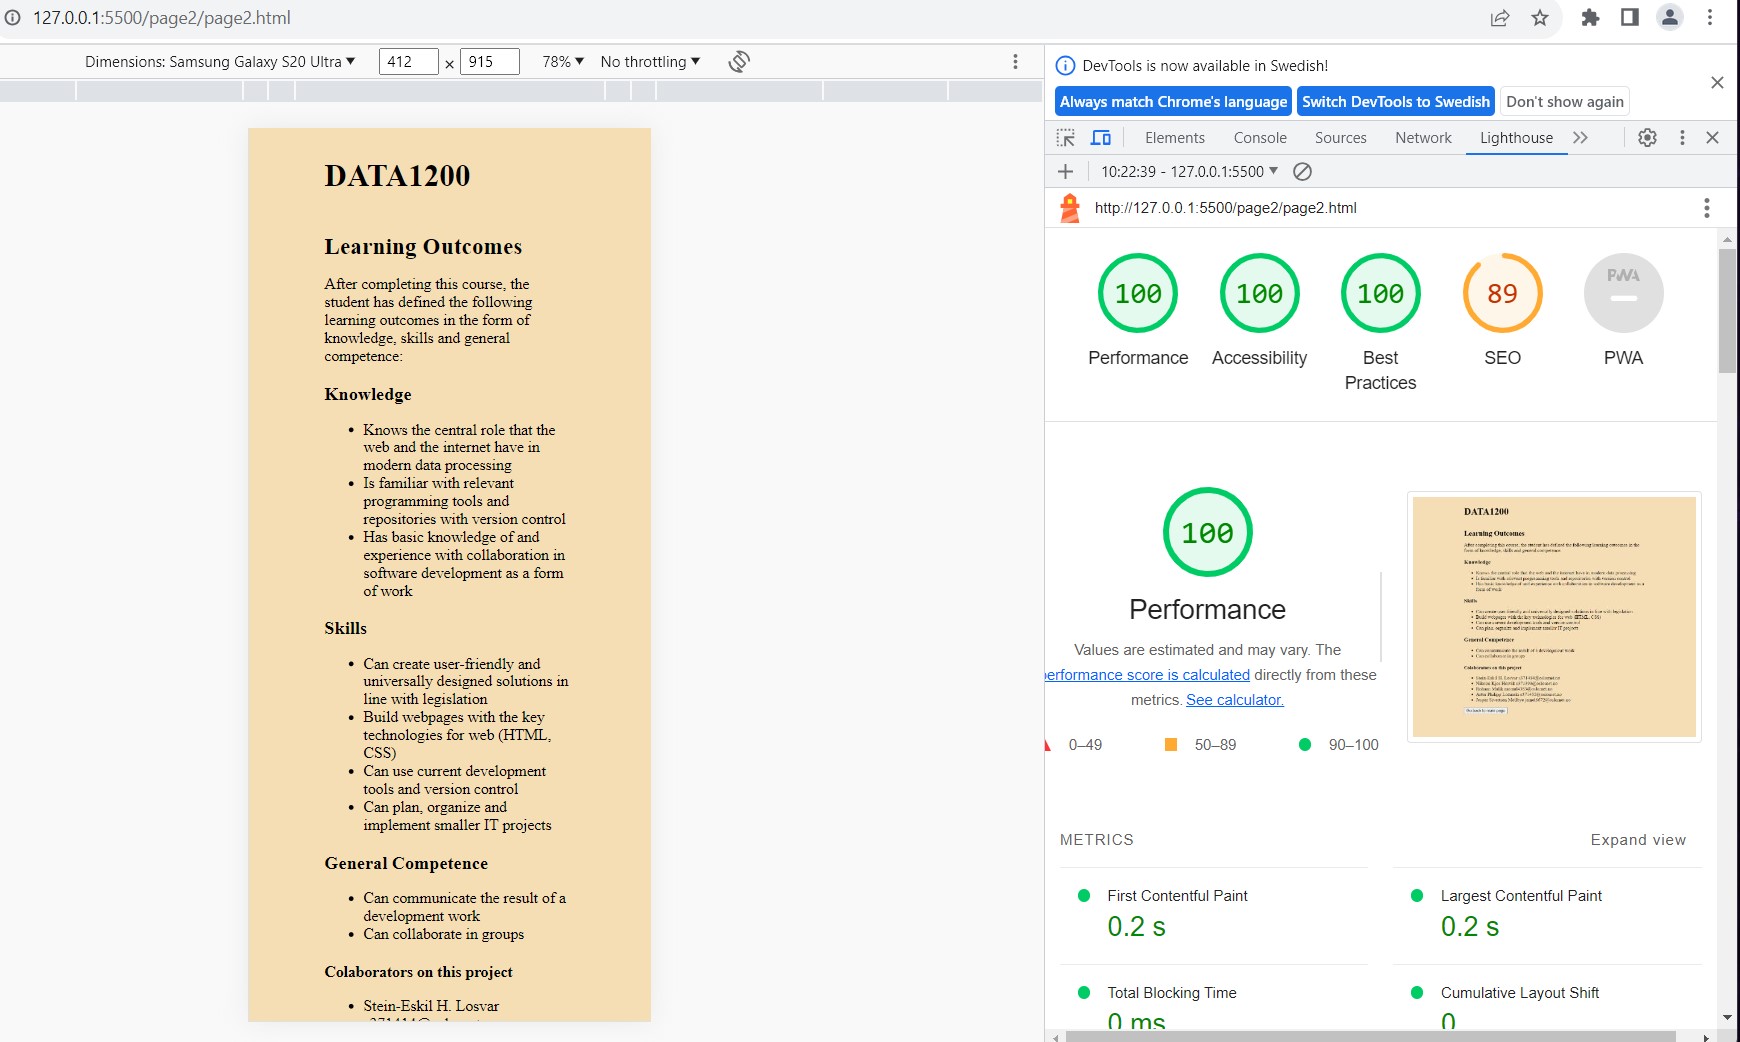 127.0.0.1:5500/page2/page2.html
Dimensions: Samsung Galaxy S20 Ultra ▼ 412 × 915 78% ▼ No throttling ▼
DATA1200
Learning Outcomes
After completing this course, the
student has defined the following
learning outcomes in the form of
knowledge, skills and general
competence:
Knowledge
• Knows the central role that the
web and the internet have in
modern data processing
• Is familiar with relevant
programming tools and
repositories with version control
• Has basic knowledge of and
experience with collaboration in
software development as a form
of work
Skills
• Can create user-friendly and
universally designed solutions in
line with legislation
• Build webpages with the key
technologies for web (HTML,
CSS)
• Can use current development
tools and version control
• Can plan, organize and
implement smaller IT projects
General Competence
• Can communicate the result of a
development work
• Can collaborate in groups
Colaborators on this project
• Stein-Eskil H. Losvar
DevTools is now available in Swedish!
Always match Chrome's language Switch DevTools to Swedish Don't show again
Elements Console Sources Network Lighthouse
10:22:39 - 127.0.0.1:5500 ▼
http://127.0.0.1:5500/page2/page2.html
100 100 100 89 PWA
Performance Accessibility Best Practices SEO PWA
100
Performance
Values are estimated and may vary. The
performance score is calculated directly from these
metrics. See calculator.
0–49 50–89 90–100
DATA1200
Learning Outcomes
Knowledge
Skills
General Competence
Colaborators on this project
METRICS Expand view
First Contentful Paint
0.2 s
Largest Contentful Paint
0.2 s
Total Blocking Time
0 ms
Cumulative Layout Shift
0